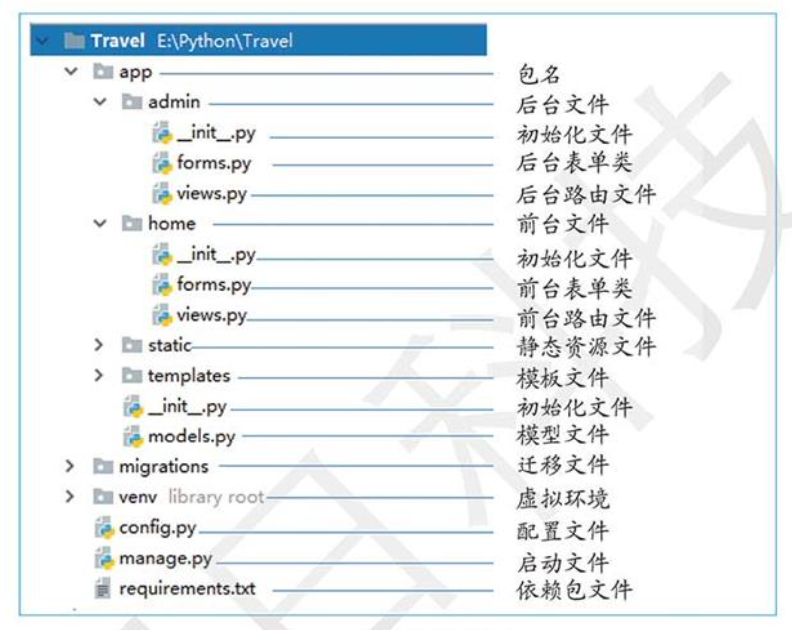 Travel E:\Python\Travel
app 包名
admin 后台文件
__init__.py 初始化文件
forms.py 后台表单类
views.py 后台路由文件
home 前台文件
__init__.py 初始化文件
forms.py 前台表单类
views.py 前台路由文件
static 静态资源文件
templates 模板文件
__init__.py 初始化文件
models.py 模型文件
migrations 迁移文件
venv library root 虚拟环境
config.py 配置文件
manage.py 启动文件
requirements.txt 依赖包文件